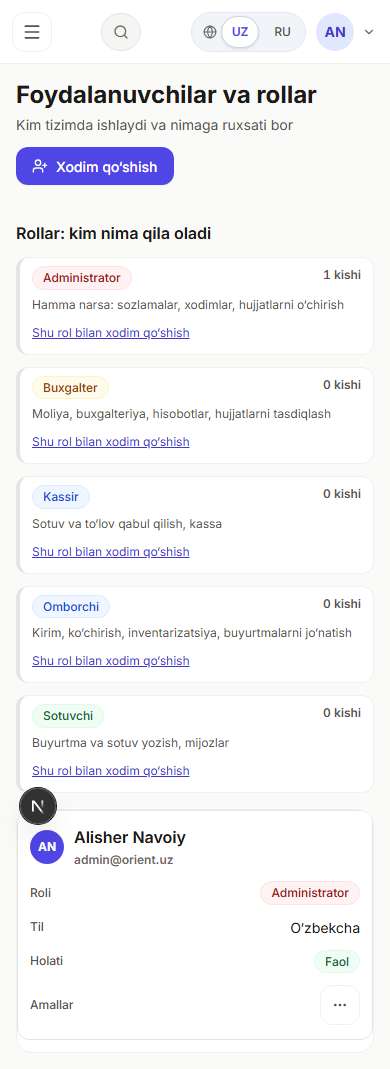 UZ RU AN
Foydalanuvchilar va rollar
Kim tizimda ishlaydi va nimaga ruxsati bor
Xodim qo‘shish
Rollar: kim nima qila oladi
Administrator 1 kishi
Hamma narsa: sozlamalar, xodimlar, hujjatlarni o‘chirish
Shu rol bilan xodim qo‘shish
Buxgalter 0 kishi
Moliya, buxgalteriya, hisobotlar, hujjatlarni tasdiqlash
Shu rol bilan xodim qo‘shish
Kassir 0 kishi
Sotuv va to‘lov qabul qilish, kassa
Shu rol bilan xodim qo‘shish
Omborchi 0 kishi
Kirim, ko‘chirish, inventarizatsiya, buyurtmalarni jo‘natish
Shu rol bilan xodim qo‘shish
Sotuvchi 0 kishi
Buyurtma va sotuv yozish, mijozlar
Shu rol bilan xodim qo‘shish
N
AN Alisher Navoiy
admin@orient.uz
Roli Administrator
Til O‘zbekcha
Holati Faol
Amallar ...